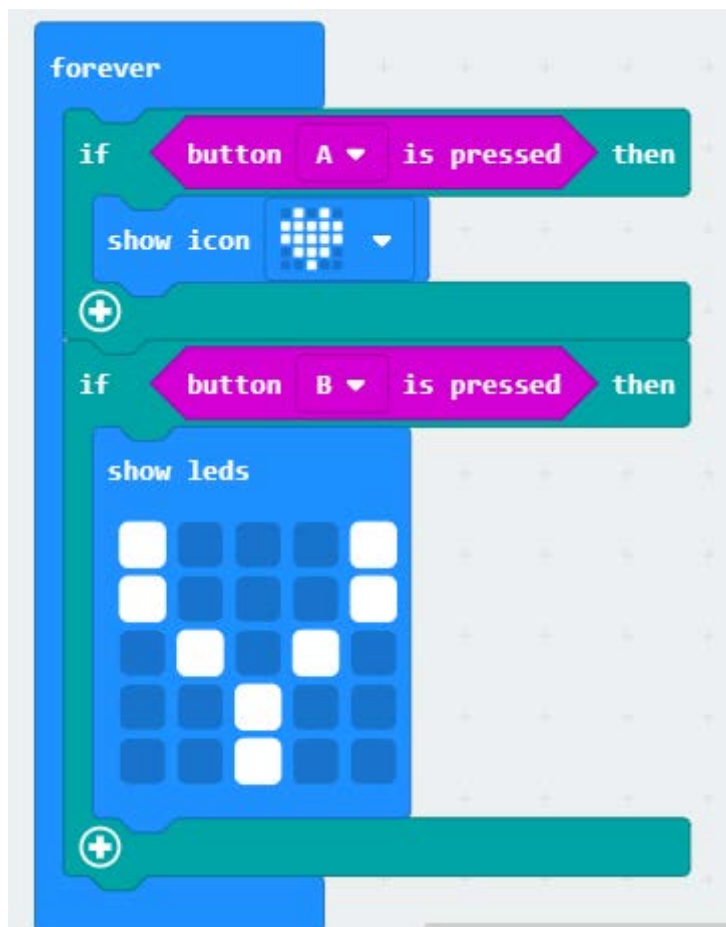 forever
if button A is pressed then
show icon
if button B is pressed then
show leds